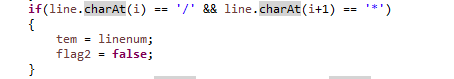 if(line.charAt(i) == '/' && line.charAt(i+1) == '*')
{
tem = linenum;
flag2 = false;
}